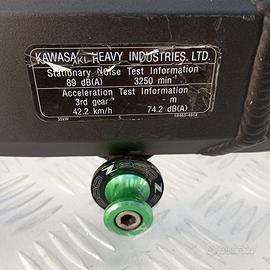 KAWASAKI HEAVY INDUSTRIES, LTD.
Stationary Noise Test Information
89 dB(A) 3250 min⁻¹
Acceleration Test Information
3rd gear - m
42.2 km/h 74.2 dB(A)
35kW